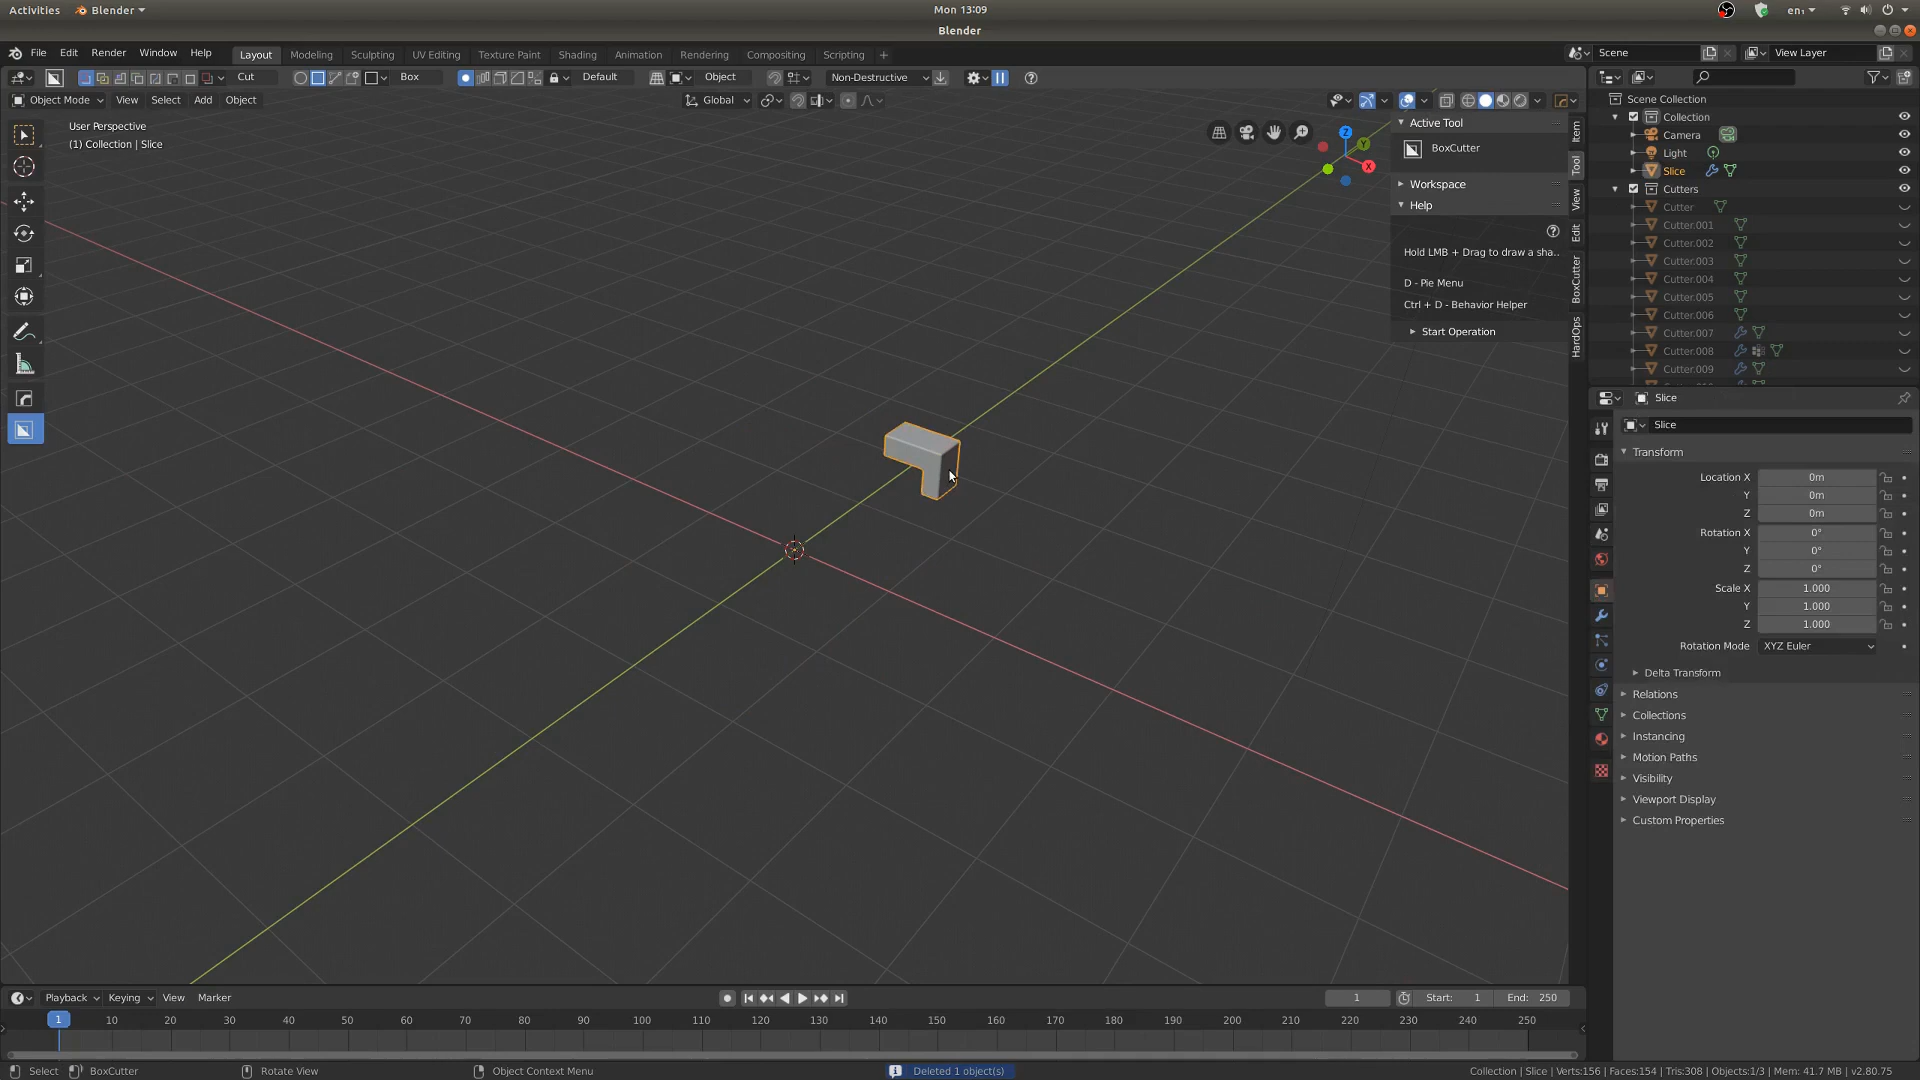 Activities
Blender
Mon 13:09
en₁
Blender
File Edit Render Window Help
Layout Modeling Sculpting UV Editing Texture Paint Shading Animation Rendering Compositing Scripting +
Scene
View Layer
Cut
Box
Default
Object
Non-Destructive
Object Mode View Select Add Object
Global
User Perspective
(1) Collection | Slice
Z
Y
X
Active Tool
BoxCutter
Workspace
Help
Hold LMB + Drag to draw a sha..
D - Pie Menu
Ctrl + D - Behavior Helper
Start Operation
Item
Tool
View
Edit
BoxCutter
HardOps
Scene Collection
Collection
Camera
Light
Slice
Cutters
Cutter
Cutter.001
Cutter.002
Cutter.003
Cutter.004
Cutter.005
Cutter.006
Cutter.007
Cutter.008
Cutter.009
Slice
Slice
Transform
Location X 0m
Y 0m
Z 0m
Rotation X 0°
Y 0°
Z 0°
Scale X 1.000
Y 1.000
Z 1.000
Rotation Mode XYZ Euler
Delta Transform
Relations
Collections
Instancing
Motion Paths
Visibility
Viewport Display
Custom Properties
Playback Keying View Marker
1 Start: 1 End: 250
1 10 20 30 40 50 60 70 80 90 100 110 120 130 140 150 160 170 180 190 200 210 220 230 240 250
Select BoxCutter Rotate View Object Context Menu
Deleted 1 object(s)
Collection | Slice | Verts:156 | Faces:154 | Tris:308 | Objects:1/3 | Mem: 41.7 MB | v2.80.75